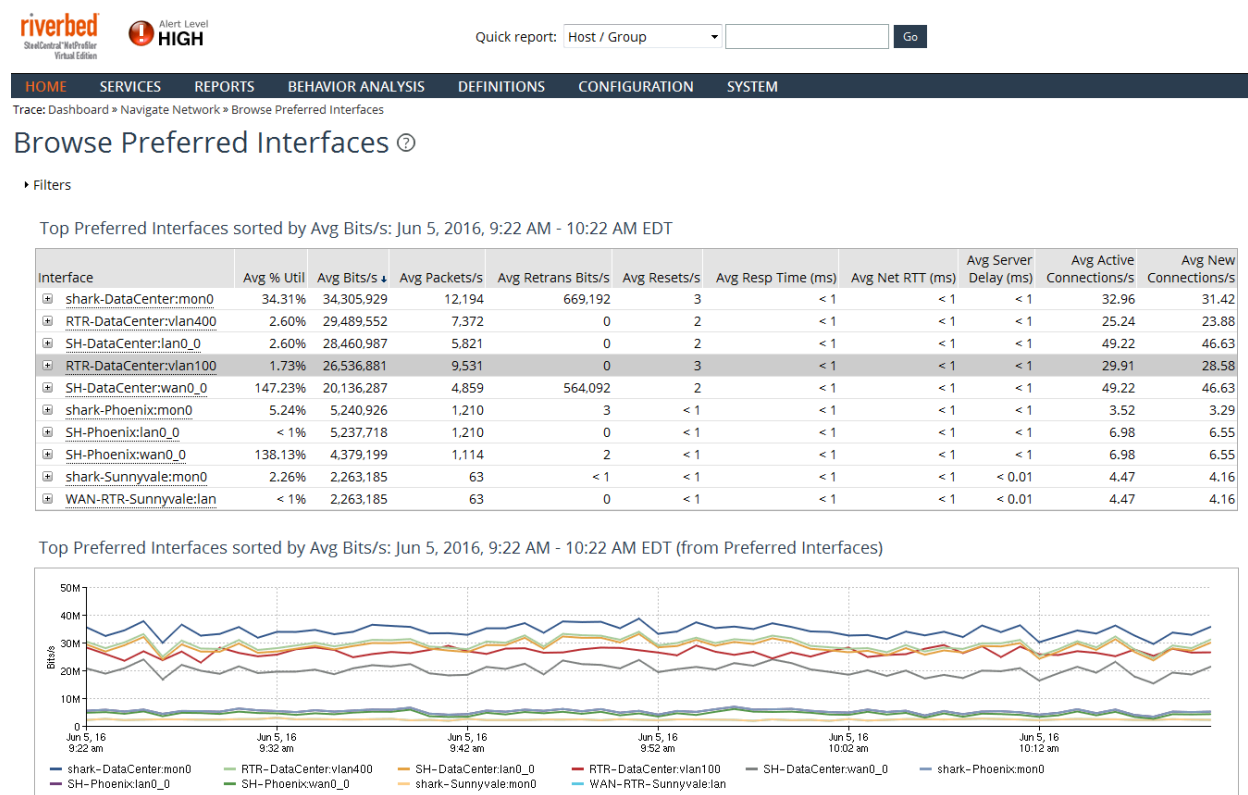 riverbed
SteelCentral™NetProfiler
Virtual Edition
Alert Level
HIGH
Quick report: Host / Group Go
HOME SERVICES REPORTS BEHAVIOR ANALYSIS DEFINITIONS CONFIGURATION SYSTEM
Trace: Dashboard » Navigate Network » Browse Preferred Interfaces
Browse Preferred Interfaces ?
Filters
Top Preferred Interfaces sorted by Avg Bits/s: Jun 5, 2016, 9:22 AM - 10:22 AM EDT
Interface Avg % Util Avg Bits/s Avg Packets/s Avg Retrans Bits/s Avg Resets/s Avg Resp Time (ms) Avg Net RTT (ms) Avg Server Delay (ms) Avg Active Connections/s Avg New Connections/s
shark-DataCenter:mon0 34.31% 34,305,929 12,194 669,192 3 < 1 < 1 < 1 32.96 31.42
RTR-DataCenter:vlan400 2.60% 29,489,552 7,372 0 2 < 1 < 1 < 1 25.24 23.88
SH-DataCenter:lan0_0 2.60% 28,460,987 5,821 0 2 < 1 < 1 < 1 49.22 46.63
RTR-DataCenter:vlan100 1.73% 26,536,881 9,531 0 3 < 1 < 1 < 1 29.91 28.58
SH-DataCenter:wan0_0 147.23% 20,136,287 4,859 564,092 2 < 1 < 1 < 1 49.22 46.63
shark-Phoenix:mon0 5.24% 5,240,926 1,210 3 < 1 < 1 < 1 < 1 3.52 3.29
SH-Phoenix:lan0_0 < 1% 5,237,718 1,210 0 < 1 < 1 < 1 < 1 6.98 6.55
SH-Phoenix:wan0_0 138.13% 4,379,199 1,114 2 < 1 < 1 < 1 < 1 6.98 6.55
shark-Sunnyvale:mon0 2.26% 2,263,185 63 < 1 < 1 < 1 < 1 < 0.01 4.47 4.16
WAN-RTR-Sunnyvale:lan < 1% 2,263,185 63 0 < 1 < 1 < 1 < 0.01 4.47 4.16
Top Preferred Interfaces sorted by Avg Bits/s: Jun 5, 2016, 9:22 AM - 10:22 AM EDT (from Preferred Interfaces)
50M
40M
30M
20M
10M
0
Bits/s
Jun 5, 16 Jun 5, 16 Jun 5, 16 Jun 5, 16 Jun 5, 16 Jun 5, 16
9:22 am 9:32 am 9:42 am 9:52 am 10:02 am 10:12 am
shark-DataCenter:mon0 RTR-DataCenter:vlan400 SH-DataCenter:lan0_0 RTR-DataCenter:vlan100 SH-DataCenter:wan0_0 shark-Phoenix:mon0
SH-Phoenix:lan0_0 SH-Phoenix:wan0_0 shark-Sunnyvale:mon0 WAN-RTR-Sunnyvale:lan